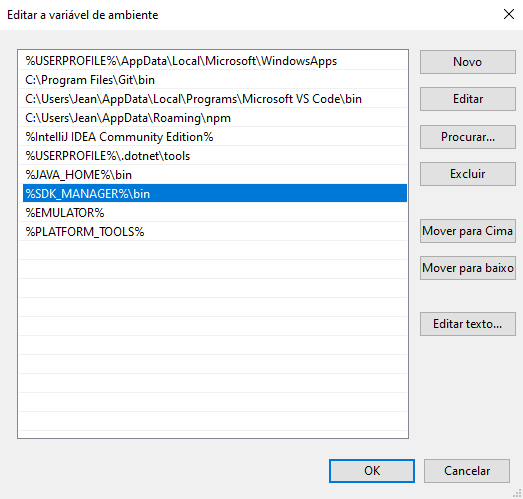 Editar a variável de ambiente
%USERPROFILE%\AppData\Local\Microsoft\WindowsApps
C:\Program Files\Git\bin
C:\Users\Jean\AppData\Local\Programs\Microsoft VS Code\bin
C:\Users\Jean\AppData\Roaming\npm
%IntelliJ IDEA Community Edition%
%USERPROFILE%\.dotnet\tools
%JAVA_HOME%\bin
%SDK_MANAGER%\bin
%EMULATOR%
%PLATFORM_TOOLS%
Novo
Editar
Procurar...
Excluir
Mover para Cima
Mover para baixo
Editar texto...
OK
Cancelar